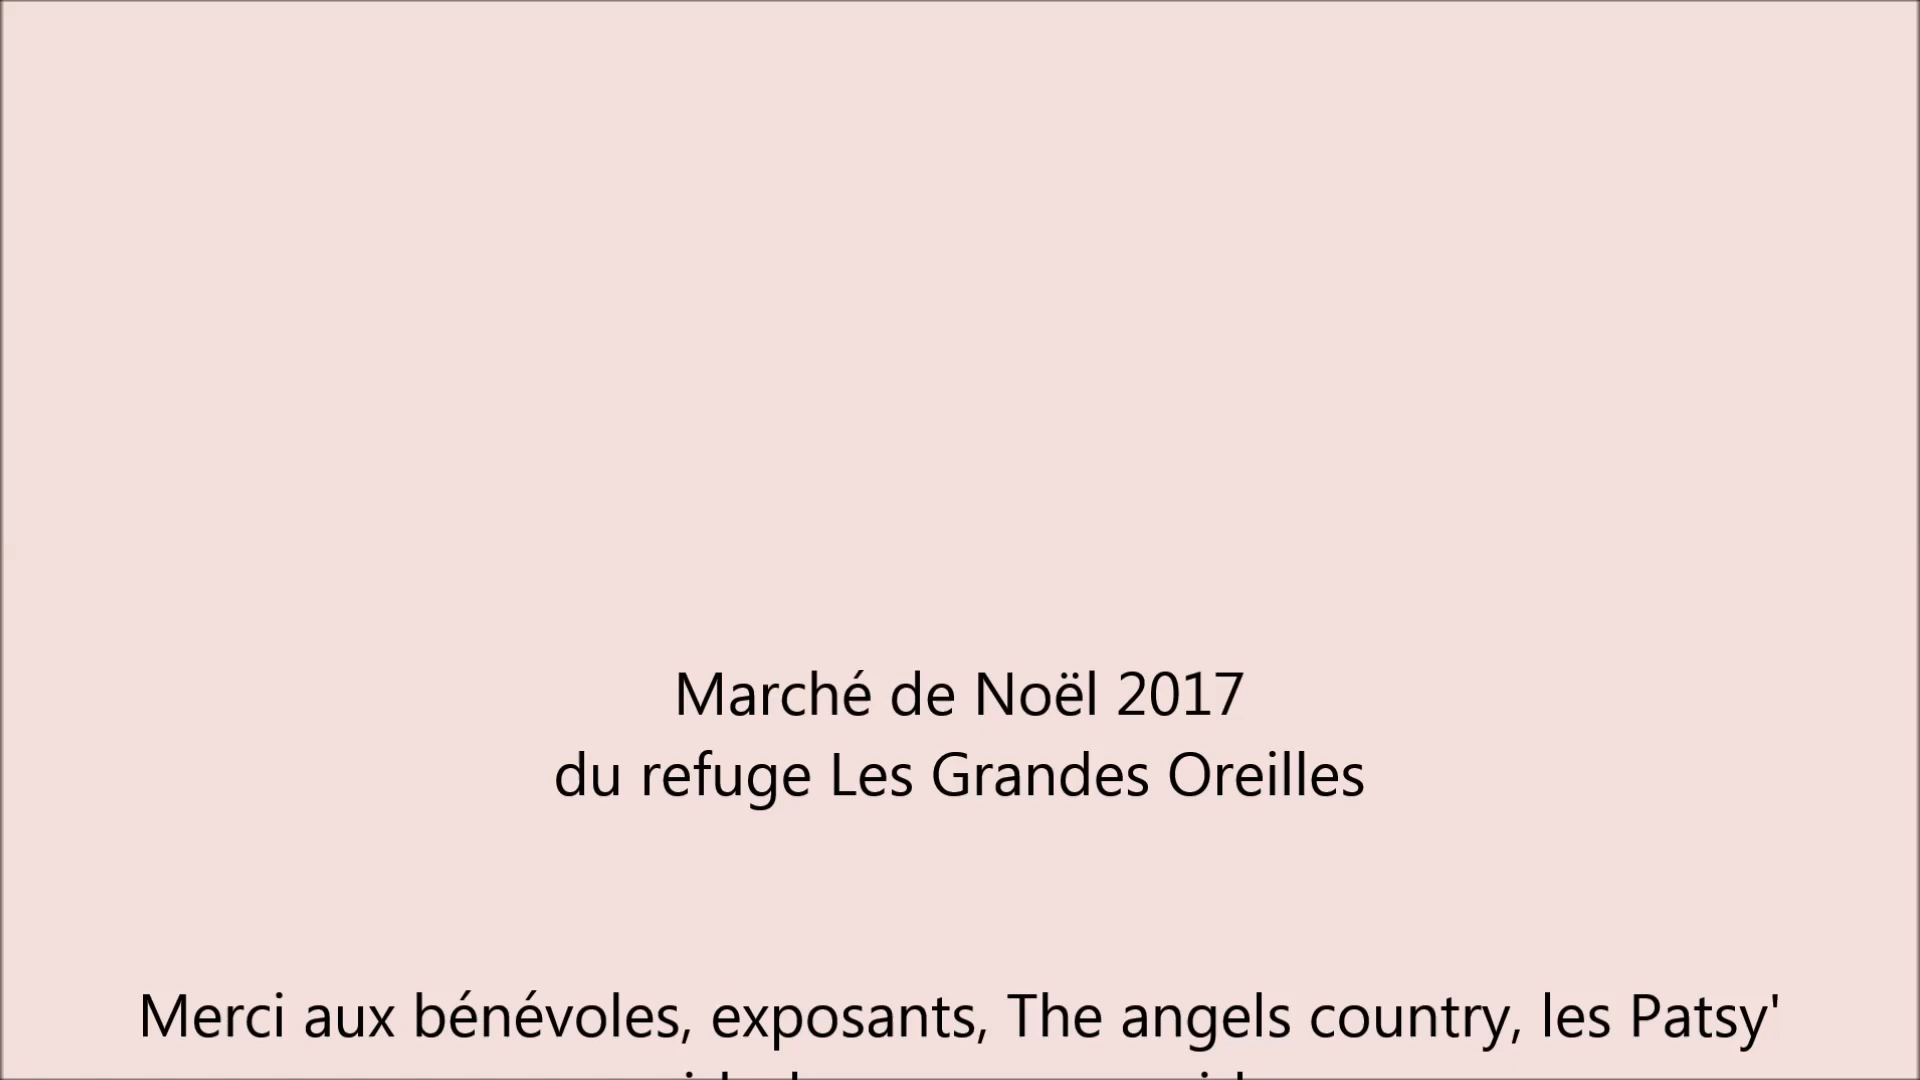 Marché de Noël 2017
du refuge Les Grandes Oreilles
Merci aux bénévoles, exposants, The angels country, les Patsy'